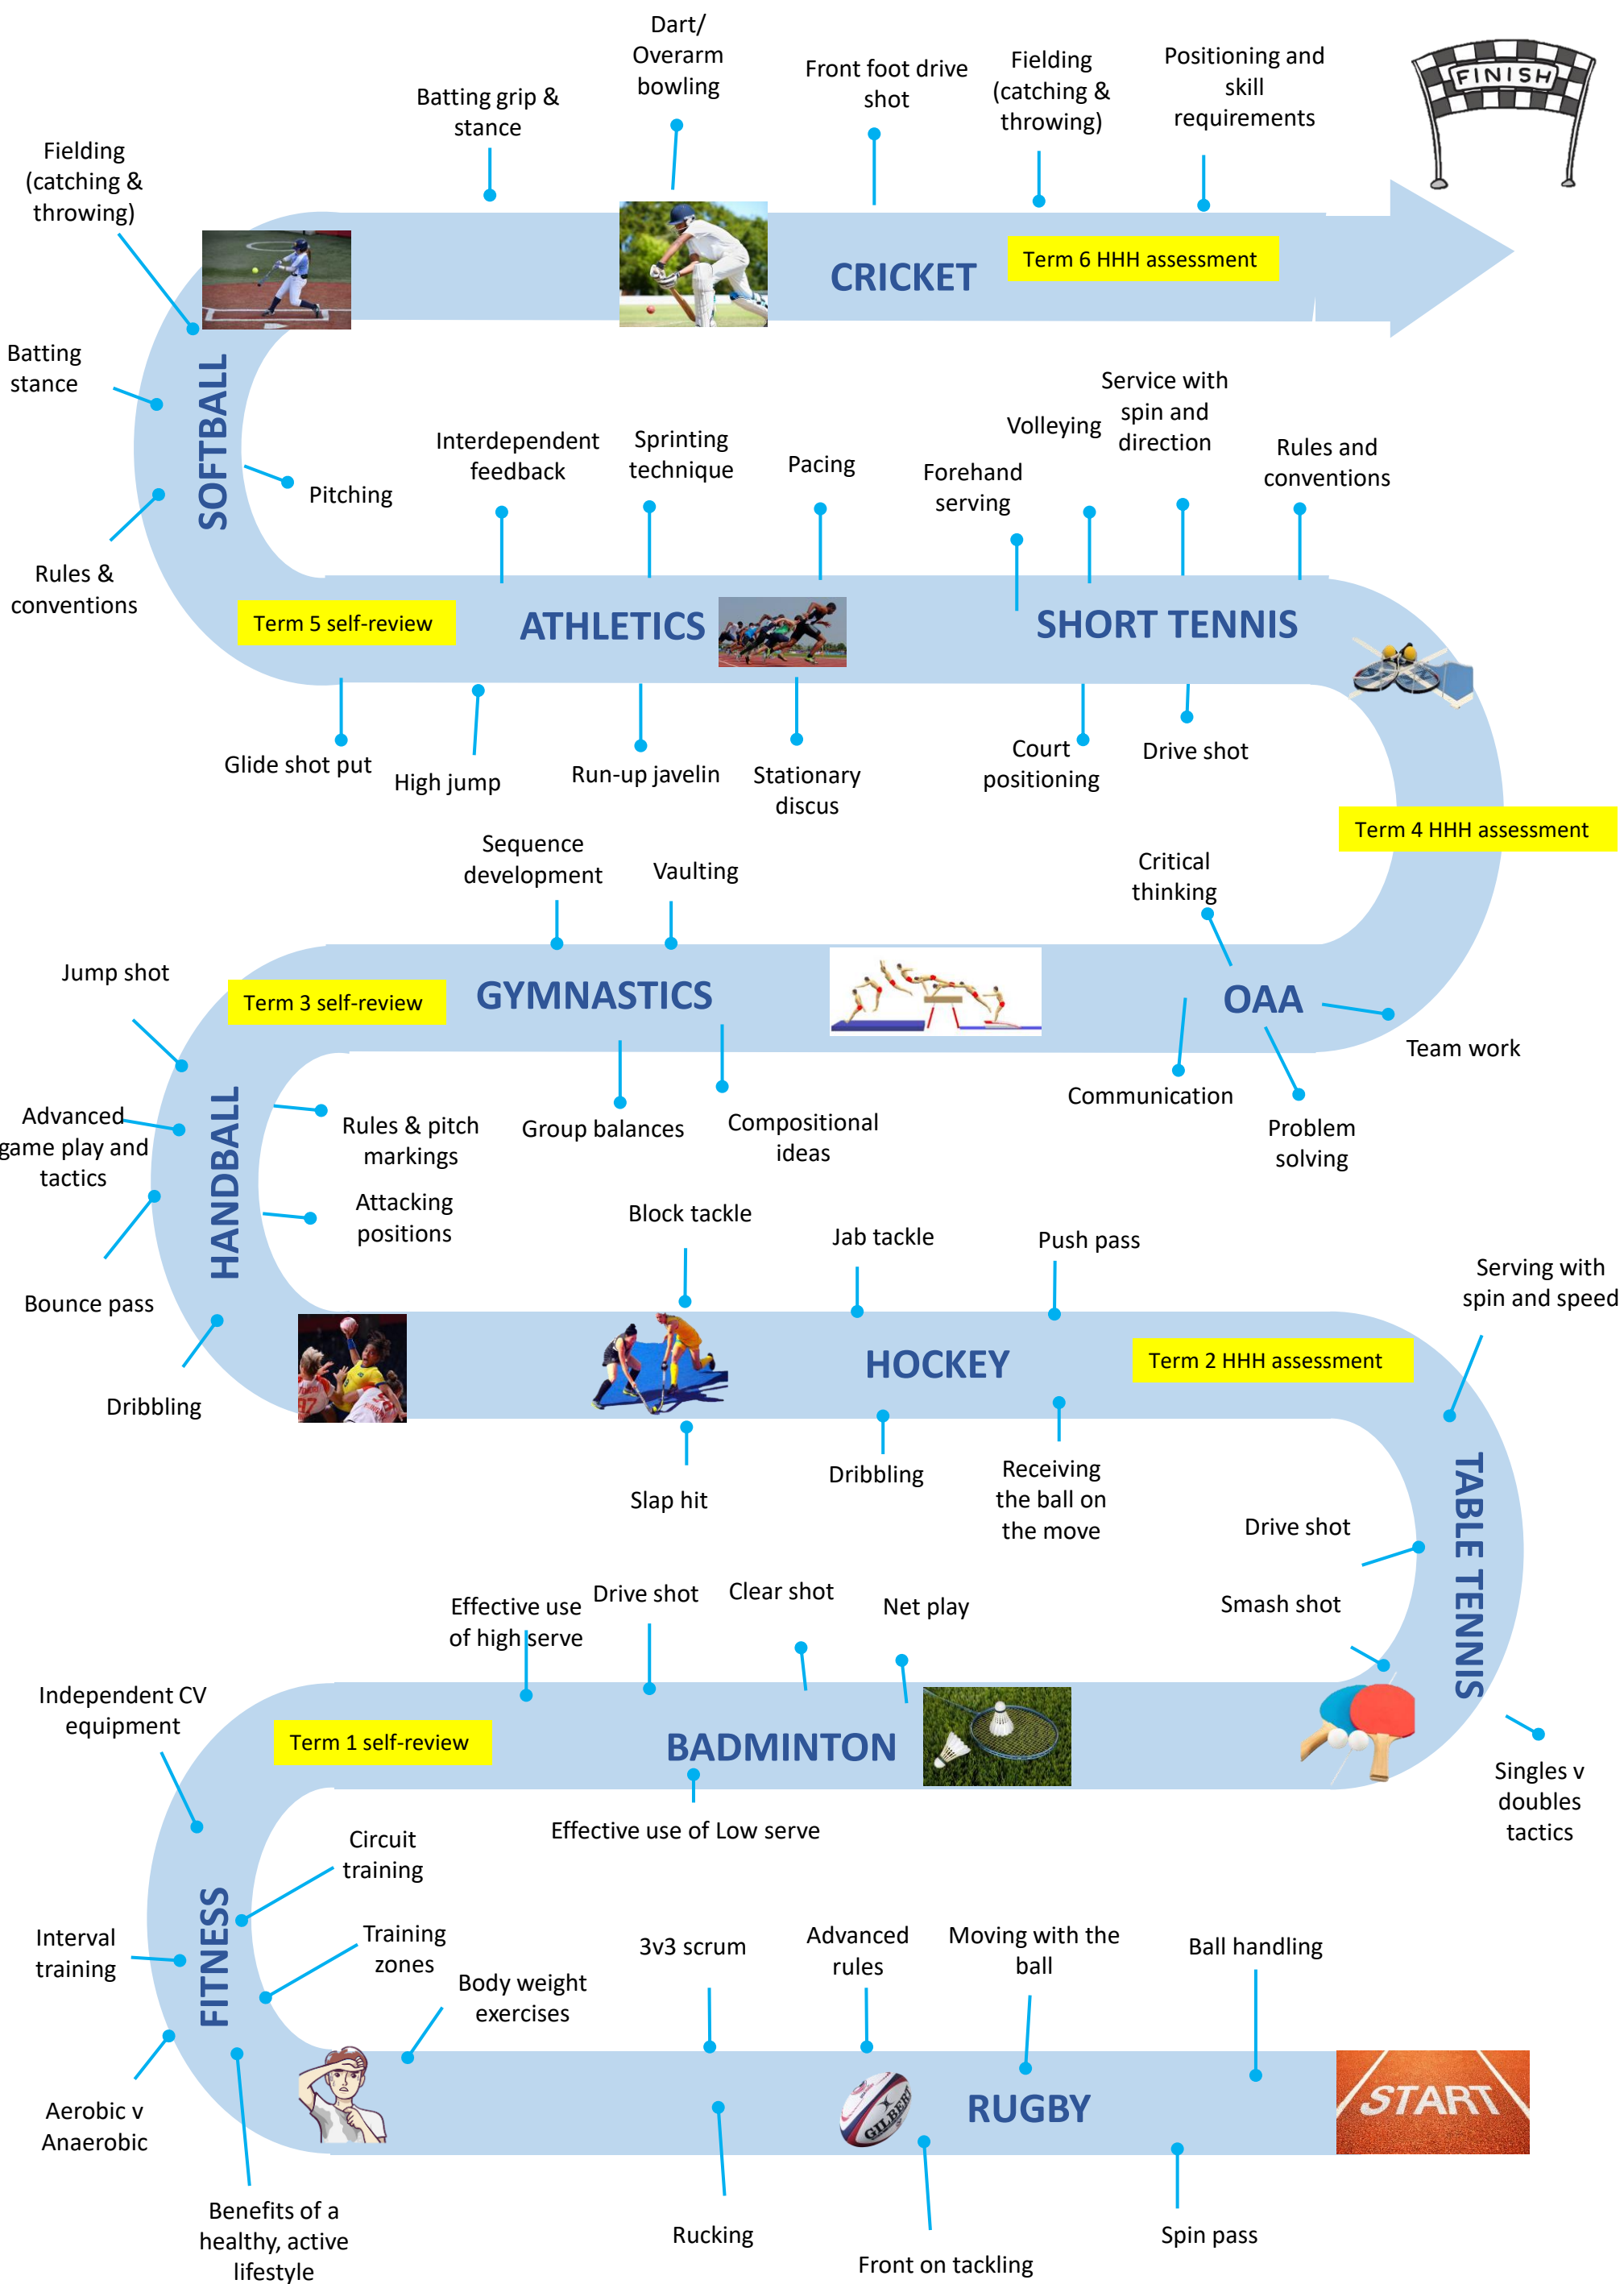 Dart/
Overarm
bowling
Batting grip &
stance
Front foot drive
shot
Fielding
(catching &
throwing)
Positioning and
skill
requirements
FINISH
Fielding
(catching &
throwing)
CRICKET
Term 6 HHH assessment
Batting
stance
SOFTBALL
Pitching
Rules &
conventions
Interdependent
feedback
Sprinting
technique
Pacing
Forehand
serving
Volleying
Service with
spin and
direction
Rules and
conventions
Term 5 self-review
ATHLETICS
SHORT TENNIS
Glide shot put
High jump
Run-up javelin
Stationary
discus
Court
positioning
Drive shot
Term 4 HHH assessment
Sequence
development
Vaulting
Critical
thinking
Jump shot
Term 3 self-review
GYMNASTICS
OAA
Team work
Communication
Problem
solving
Group balances
Compositional
ideas
Advanced
game play and
tactics
HANDBALL
Rules & pitch
markings
Attacking
positions
Bounce pass
Dribbling
Block tackle
Jab tackle
Push pass
Serving with
spin and speed
HOCKEY
Term 2 HHH assessment
Slap hit
Dribbling
Receiving
the ball on
the move
TABLE TENNIS
Drive shot
Smash shot
Singles v
doubles
tactics
Effective use
of high serve
Drive shot
Clear shot
Net play
Independent CV
equipment
Term 1 self-review
BADMINTON
Effective use of Low serve
Circuit
training
FITNESS
Interval
training
Training
zones
Body weight
exercises
Aerobic v
Anaerobic
Benefits of a
healthy, active
lifestyle
3v3 scrum
Advanced
rules
Moving with the
ball
Ball handling
GILBERT
RUGBY
START
Rucking
Front on tackling
Spin pass